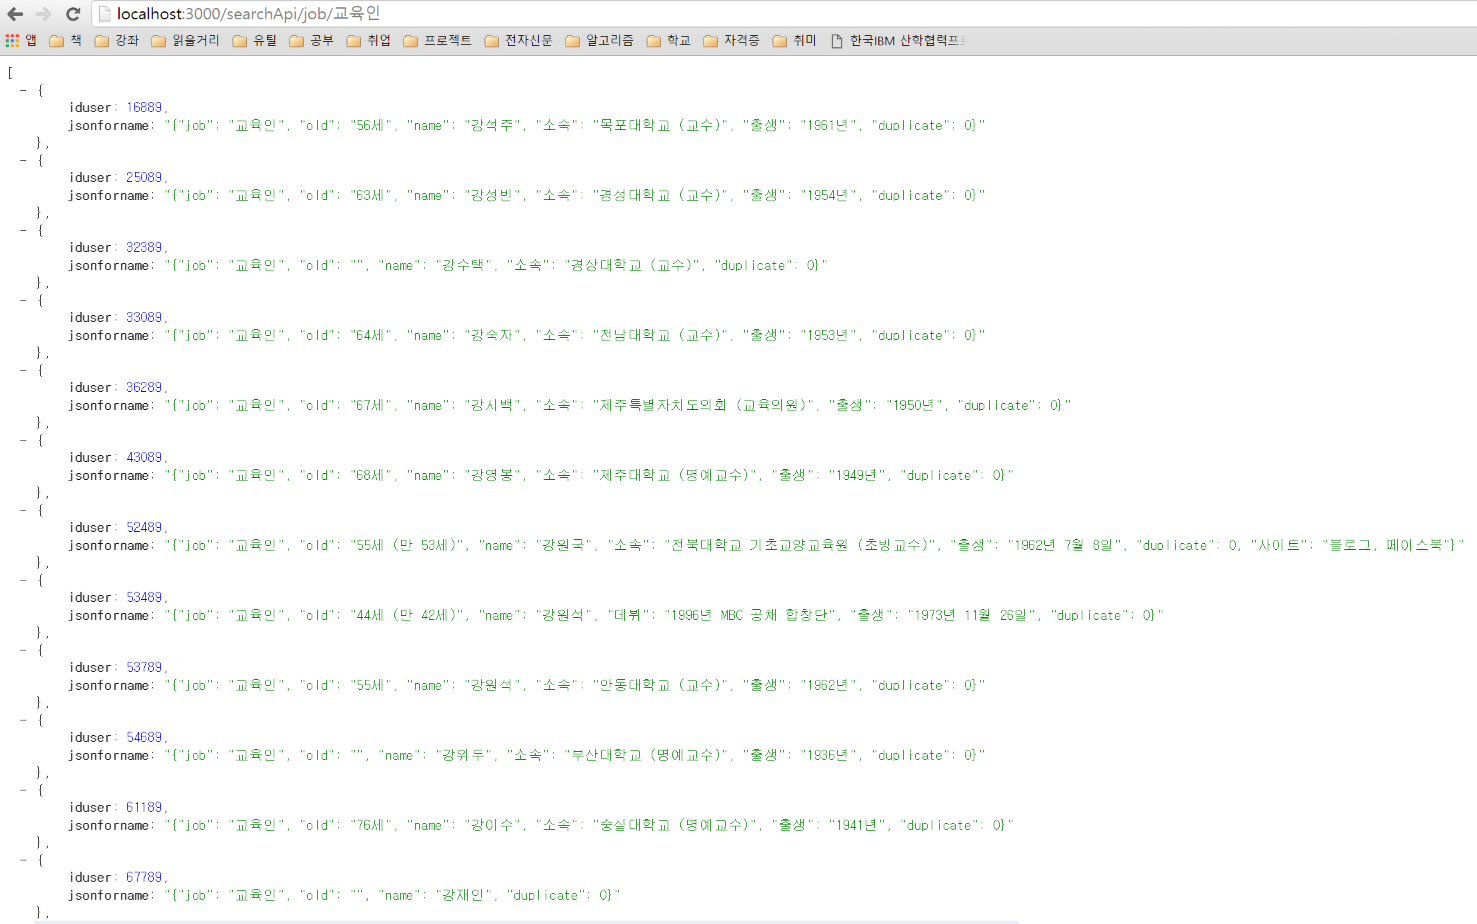 localhost:3000/searchApi/job/교육인
앱 책 강좌 읽을거리 유틸 공부 취업 프로젝트 전자신문 알고리즘 학교 자격증 취미 한국IBM 산학협력프
[
- {
iduser: 16889,
jsonforname: "{"job": "교육인", "old": "56세", "name": "강석주", "소속": "목포대학교 (교수)", "출생": "1961년", "duplicate": 0}"
},
- {
iduser: 25089,
jsonforname: "{"job": "교육인", "old": "63세", "name": "강성빈", "소속": "경성대학교 (교수)", "출생": "1954년", "duplicate": 0}"
},
- {
iduser: 32389,
jsonforname: "{"job": "교육인", "old": "", "name": "강수택", "소속": "경상대학교 (교수)", "duplicate": 0}"
},
- {
iduser: 33089,
jsonforname: "{"job": "교육인", "old": "64세", "name": "강숙자", "소속": "전남대학교 (교수)", "출생": "1953년", "duplicate": 0}"
},
- {
iduser: 36289,
jsonforname: "{"job": "교육인", "old": "67세", "name": "강시백", "소속": "제주특별자치도의회 (교육의원)", "출생": "1950년", "duplicate": 0}"
},
- {
iduser: 43089,
jsonforname: "{"job": "교육인", "old": "68세", "name": "강영봉", "소속": "제주대학교 (명예교수)", "출생": "1949년", "duplicate": 0}"
},
- {
iduser: 52489,
jsonforname: "{"job": "교육인", "old": "55세 (만 53세)", "name": "강원국", "소속": "전북대학교 기초교양교육원 (초빙교수)", "출생": "1962년 7월 8일", "duplicate": 0, "사이트": "블로그, 페이스북"}"
},
- {
iduser: 53489,
jsonforname: "{"job": "교육인", "old": "44세 (만 42세)", "name": "강원석", "데뷔": "1996년 MBC 공채 합창단", "출생": "1973년 11월 26일", "duplicate": 0}"
},
- {
iduser: 53789,
jsonforname: "{"job": "교육인", "old": "55세", "name": "강원석", "소속": "안동대학교 (교수)", "출생": "1962년", "duplicate": 0}"
},
- {
iduser: 54689,
jsonforname: "{"job": "교육인", "old": "", "name": "강위두", "소속": "부산대학교 (명예교수)", "출생": "1936년", "duplicate": 0}"
},
- {
iduser: 61189,
jsonforname: "{"job": "교육인", "old": "76세", "name": "강이수", "소속": "숭실대학교 (명예교수)", "출생": "1941년", "duplicate": 0}"
},
- {
iduser: 67789,
jsonforname: "{"job": "교육인", "old": "", "name": "강재인", "duplicate": 0}"
},